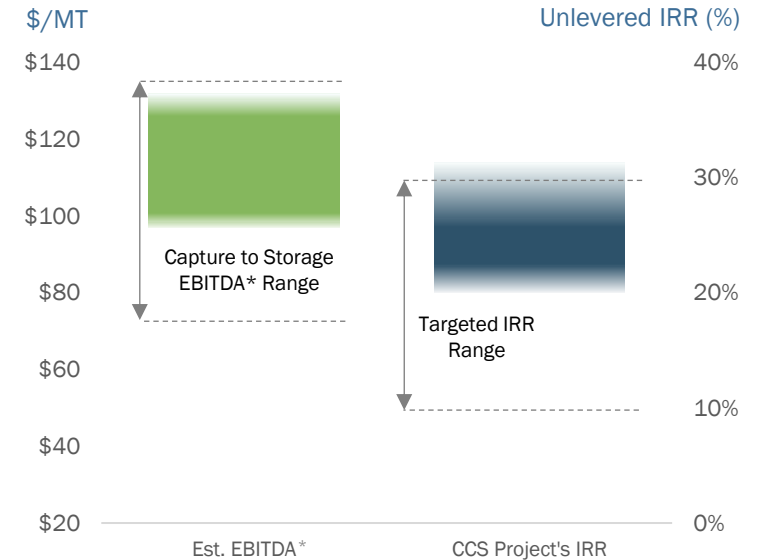 $/MT
Unlevered IRR (%)
$140
40%
$120
30%
$100
Capture to Storage
EBITDA* Range
$80
20%
Targeted IRR
Range
$60
10%
$40
$20
0%
Est. EBITDA*
CCS Project's IRR